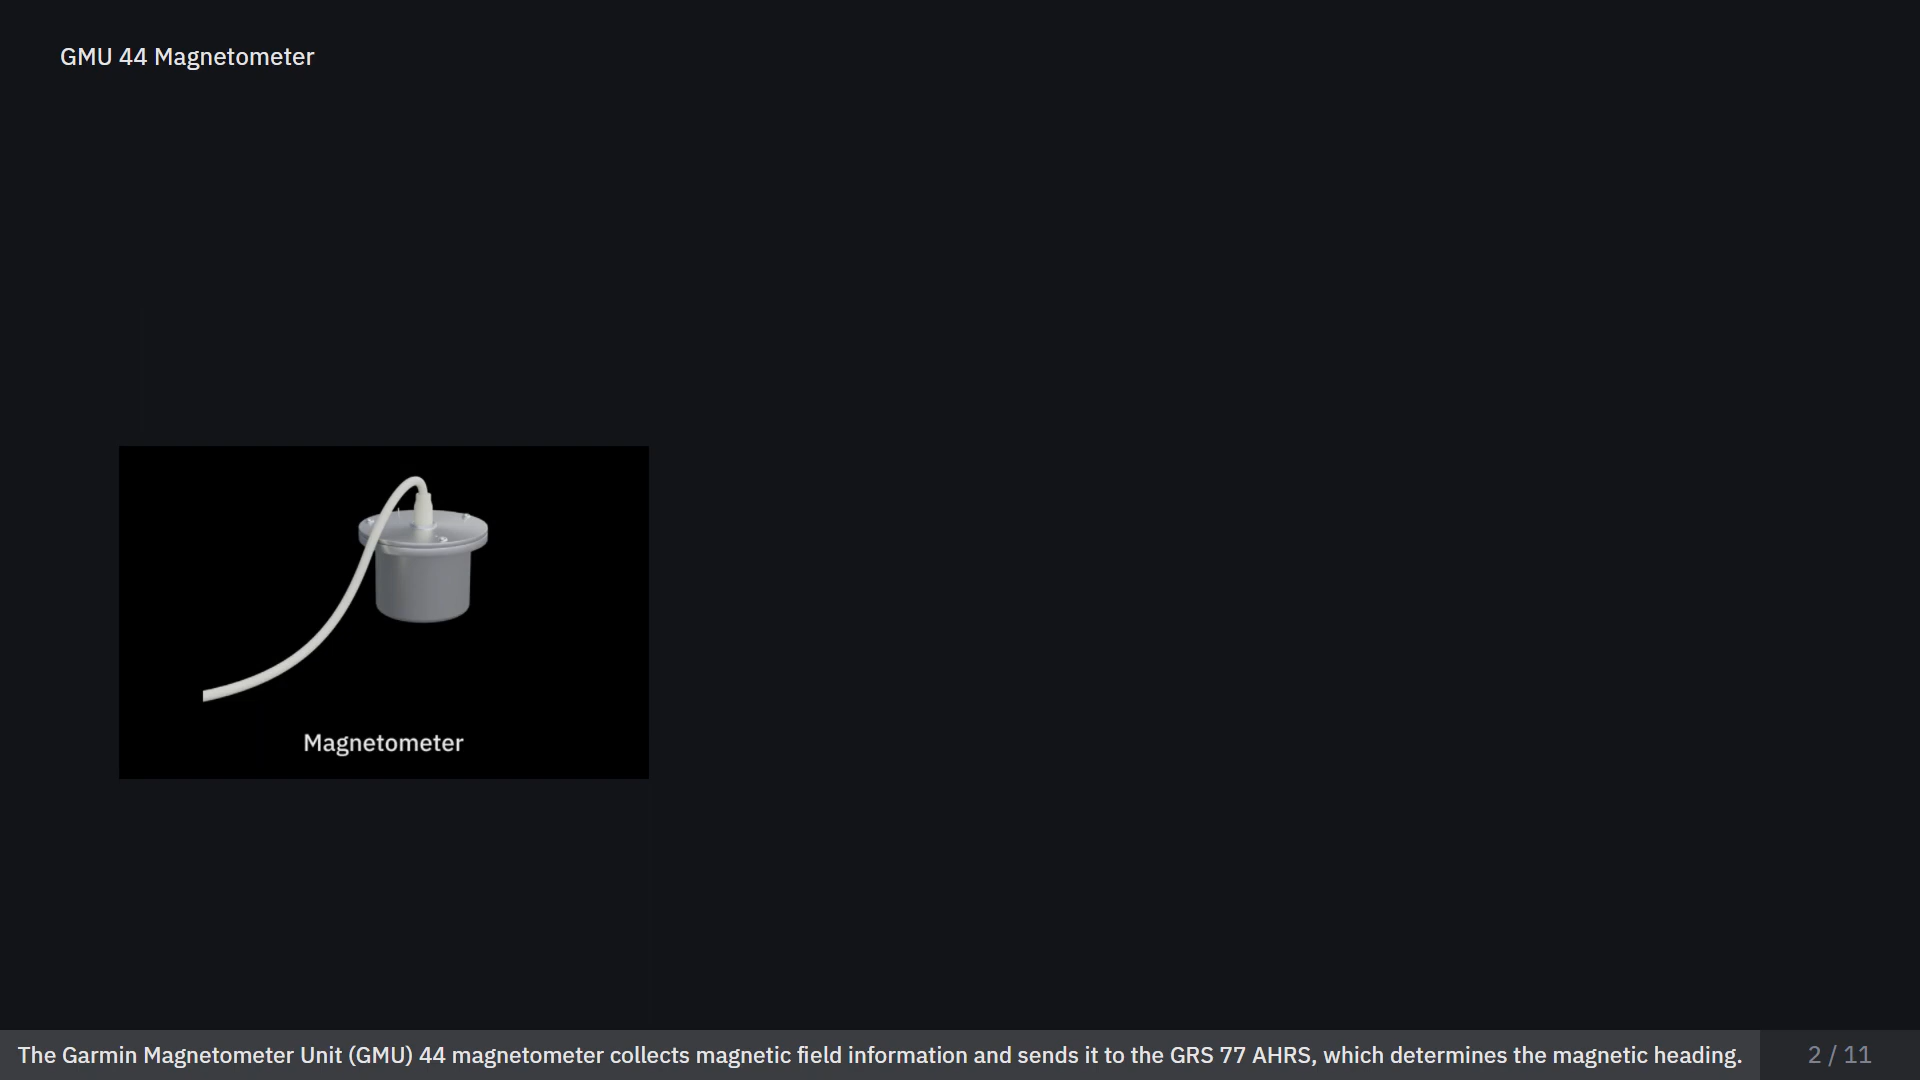 GMU 44 Magnetometer
Magnetometer
The Garmin Magnetometer Unit (GMU) 44 magnetometer collects magnetic field information and sends it to the GRS 77 AHRS, which determines the magnetic heading.
2 / 11